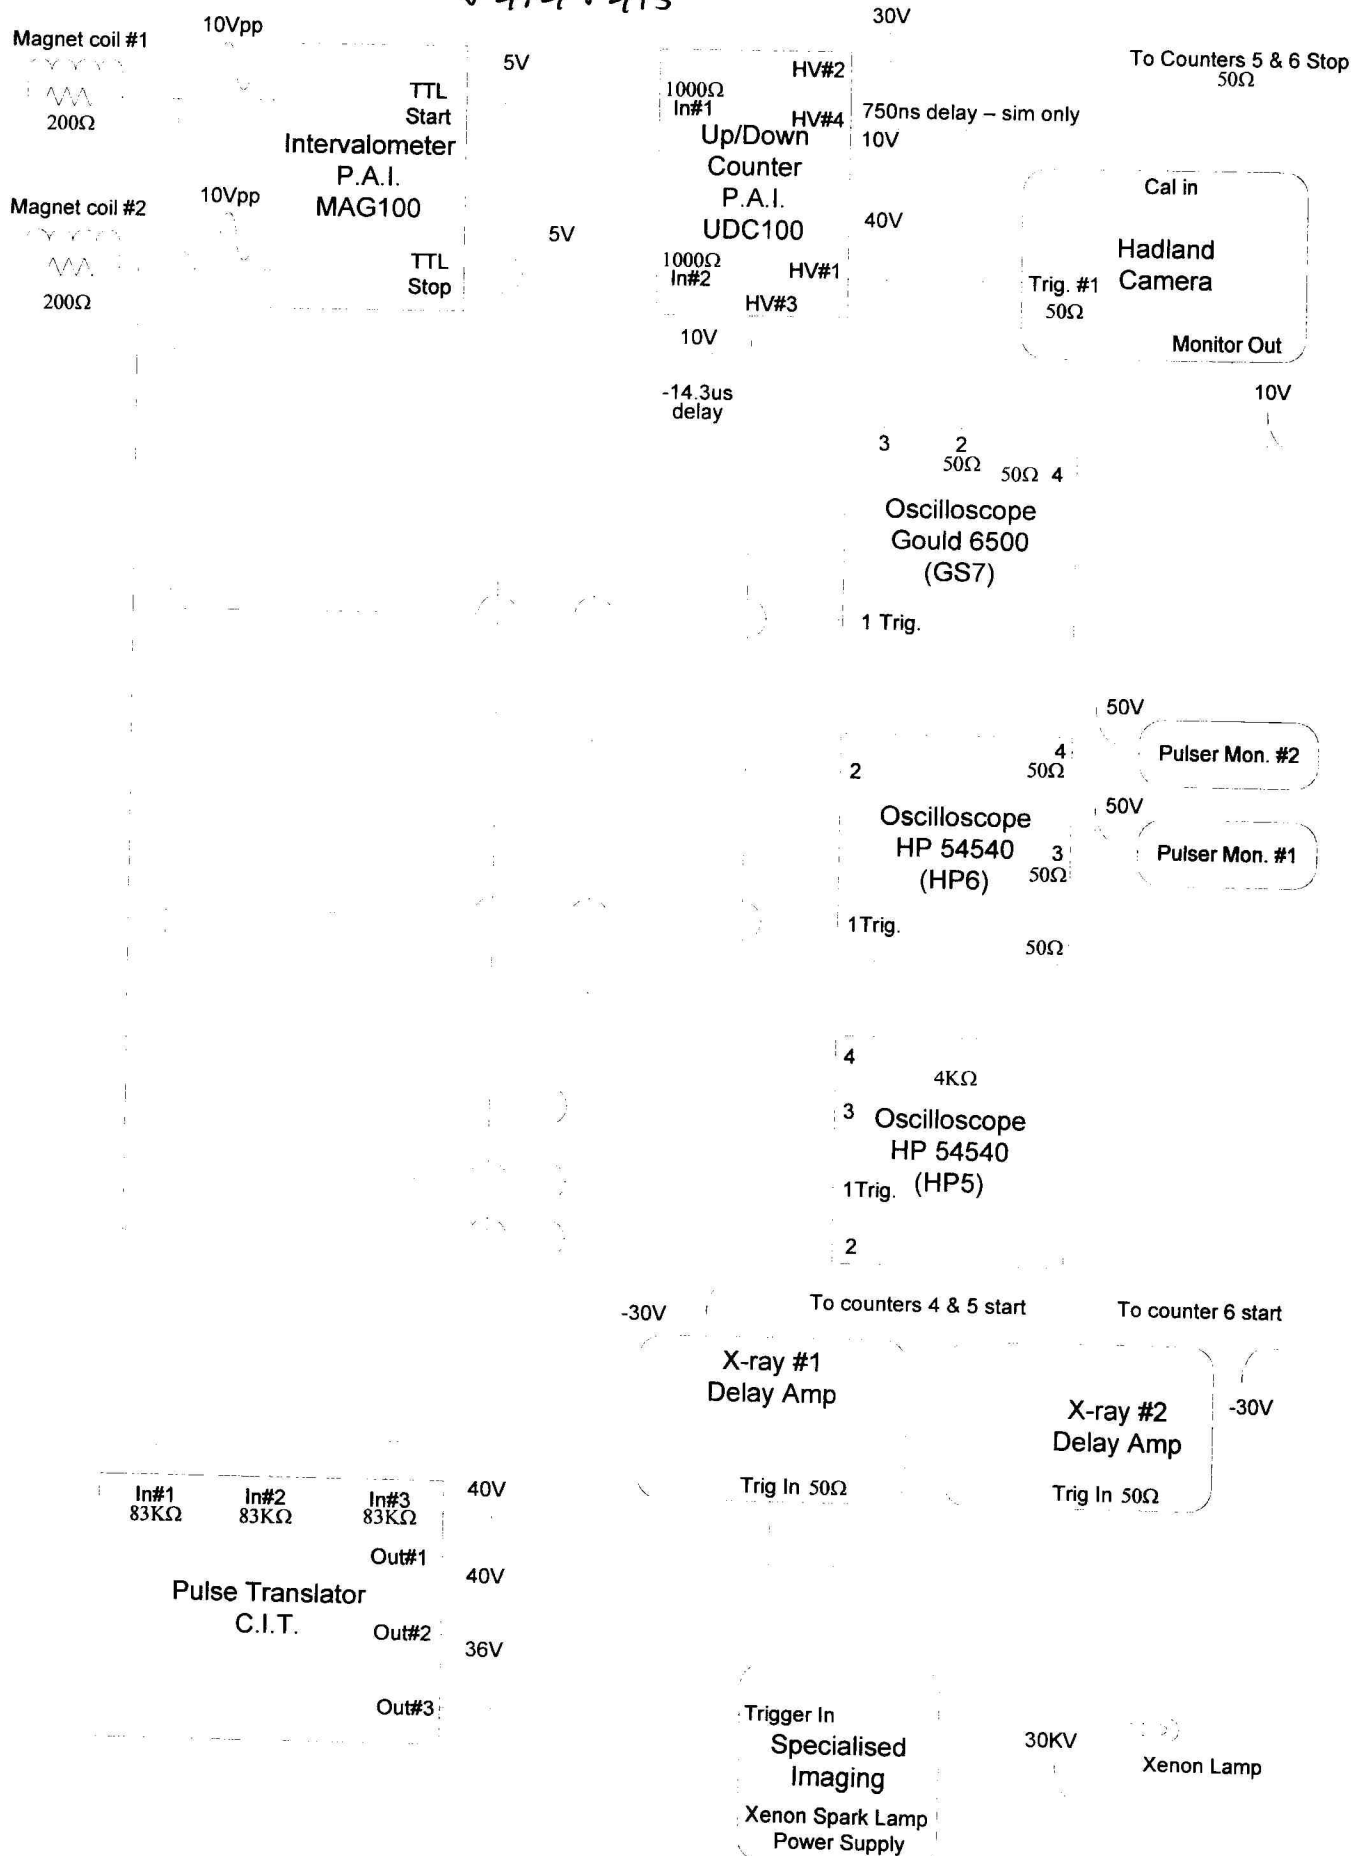 30V
10Vpp
Magnet coil #1
5V
To Counters 5 & 6 Stop
50Ω
HV#2
TTL
Start
1000Ω
In#1
HV#4
750ns delay – sim only
10V
200Ω
Intervalometer
P.A.I.
MAG100
Up/Down
Counter
P.A.I.
UDC100
Cal in
10Vpp
Magnet coil #2
5V
40V
Hadland
Camera
TTL
Stop
1000Ω
In#2
HV#1
HV#3
Trig. #1
50Ω
200Ω
10V
Monitor Out
-14.3us
delay
10V
3
2
50Ω
50Ω 4
Oscilloscope
Gould 6500
(GS7)
1 Trig.
50V
4
50Ω
Pulser Mon. #2
2
50V
Oscilloscope
HP 54540
(HP6)
3
50Ω
Pulser Mon. #1
1Trig.
50Ω
4
4KΩ
3
Oscilloscope
HP 54540
(HP5)
1Trig.
2
-30V
To counters 4 & 5 start
To counter 6 start
X-ray #1
Delay Amp
X-ray #2
Delay Amp
-30V
Trig In 50Ω
Trig In 50Ω
In#1
83KΩ
In#2
83KΩ
In#3
83KΩ
40V
Out#1
40V
Pulse Translator
C.I.T.
Out#2
36V
Out#3
Trigger In
Specialised
Imaging
Xenon Spark Lamp
Power Supply
30KV
Xenon Lamp